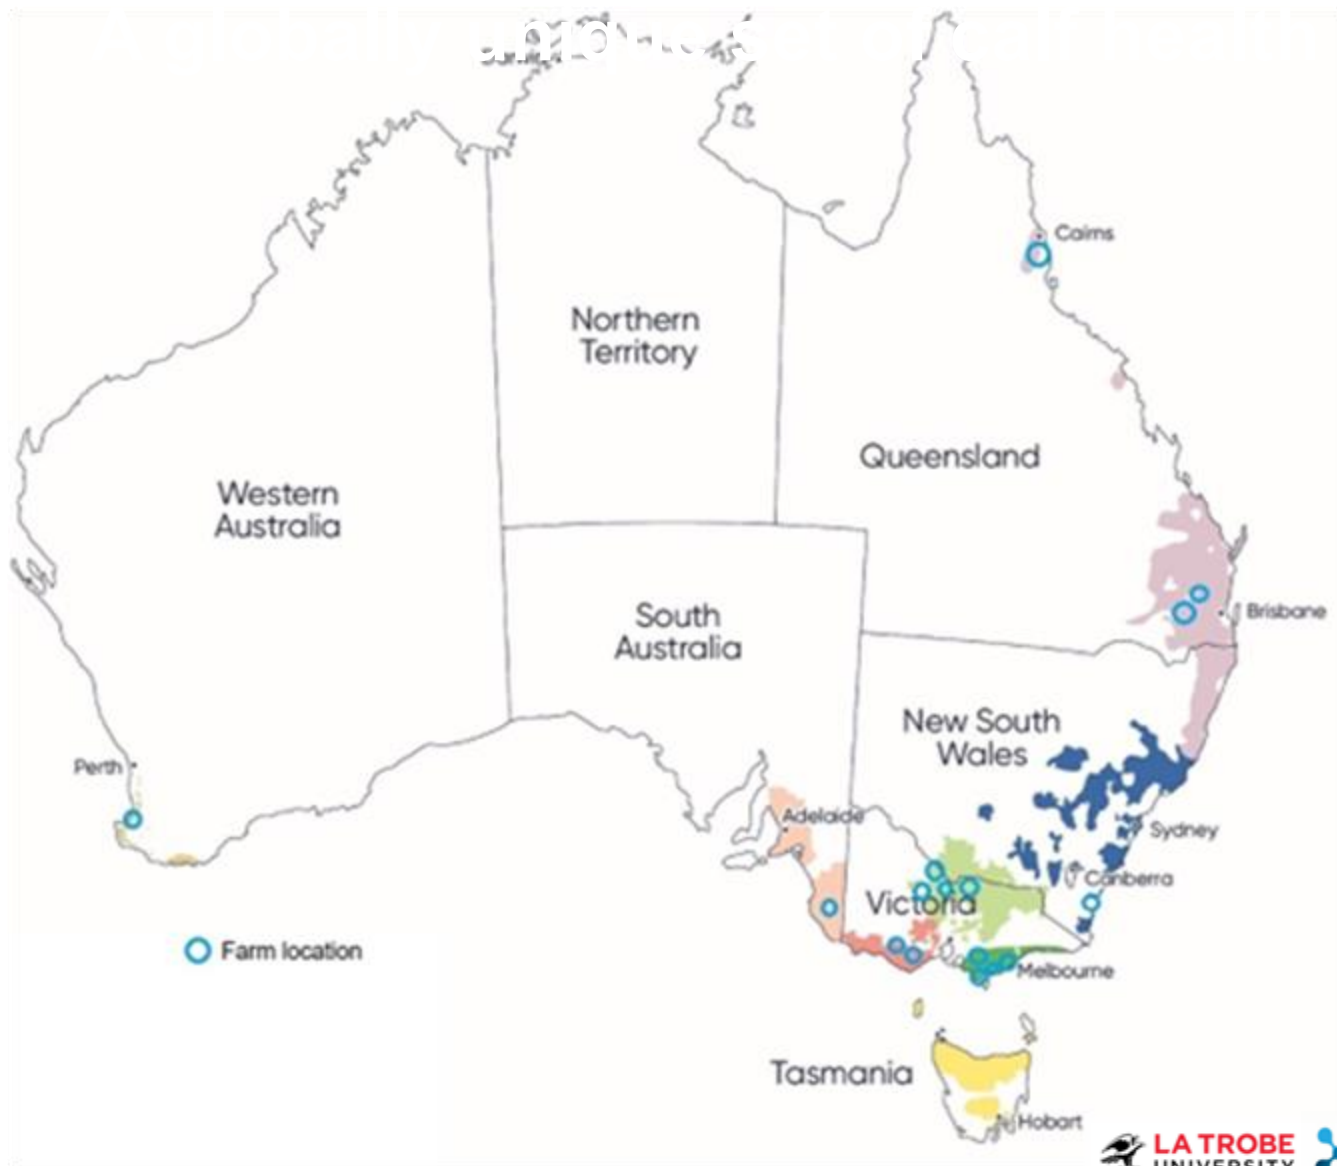 Cairns
Northern
Territory
Queensland
Western
Australia
South
Australia
Brisbane
New South
Wales
Perth
Adelaide
Sydney
Canberra
Victoria
Farm location
Melbourne
Tasmania
Hobart
LA TROBE
UNIVERSITY